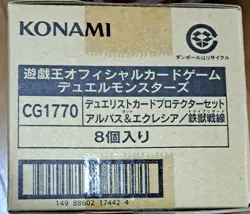 KONAMI
ダンボールはリサイクル
遊戯王オフィシャルカードゲーム
デュエルモンスターズ
CG1770
デュエリストカードプロテクターセット
アルバス&エクレシア/鉄獣戦線
8個入り
149 88602 17442 4